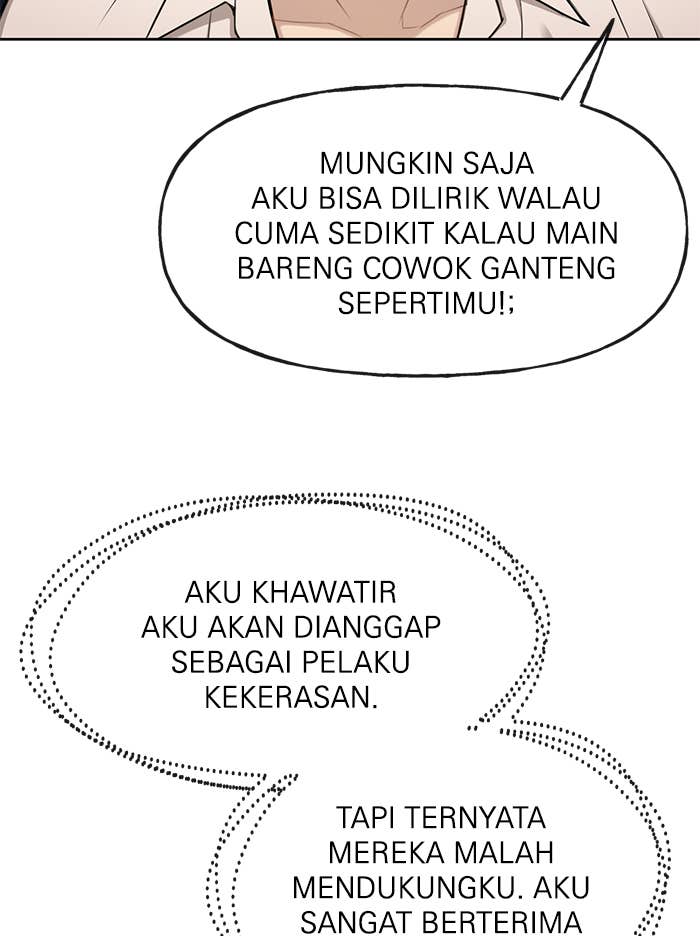 MUNGKIN SAJA
AKU BISA DILIRIK WALAU
CUMA SEDIKIT KALAU MAIN
BARENG COWOK GANTENG
SEPERTIMU!;
AKU KHAWATIR
AKU AKAN DIANGGAP
SEBAGAI PELAKU
KEKERASAN.
TAPI TERNYATA
MEREKA MALAH
MENDUKUNGKU. AKU
SANGAT BERTERIMA